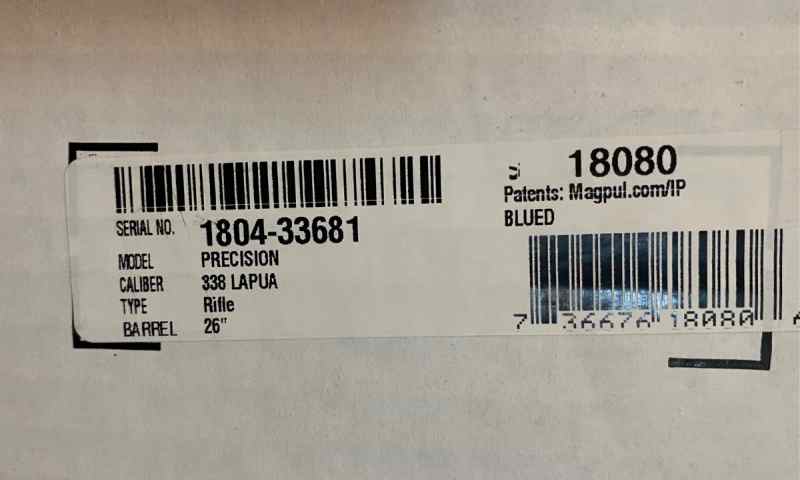 SERIAL NO. 1804-33681
MODEL PRECISION
CALIBER 338 LAPUA
TYPE Rifle
BARREL 26"
18080
Patents: Magpul.com/IP
BLUED
7 36676 18080